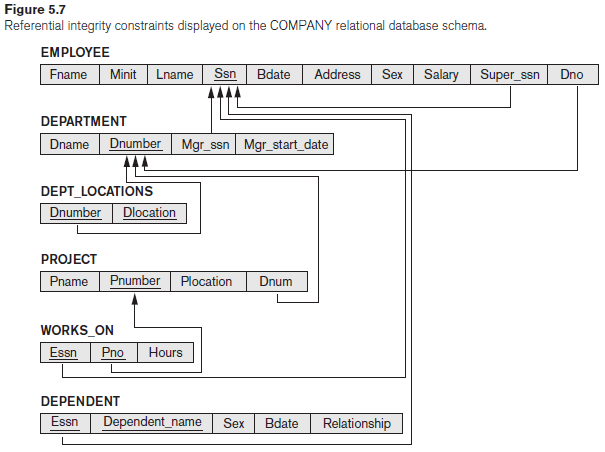 Figure 5.7
Referential integrity constraints displayed on the COMPANY relational database schema.
EMPLOYEE
Fname Minit Lname Ssn Bdate Address Sex Salary Super_ssn Dno
DEPARTMENT
Dname Dnumber Mgr_ssn Mgr_start_date
DEPT_LOCATIONS
Dnumber Dlocation
PROJECT
Pname Pnumber Plocation Dnum
WORKS_ON
Essn Pno Hours
DEPENDENT
Essn Dependent_name Sex Bdate Relationship